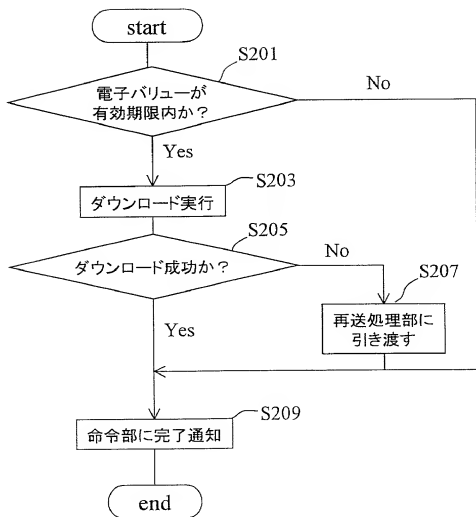 start
S201
電子バリューが
有効期限内か？
No
Yes
S203
ダウンロード実行
S205
ダウンロード成功か？
No
S207
再送処理部に
引き渡す
Yes
S209
命令部に完了通知
end